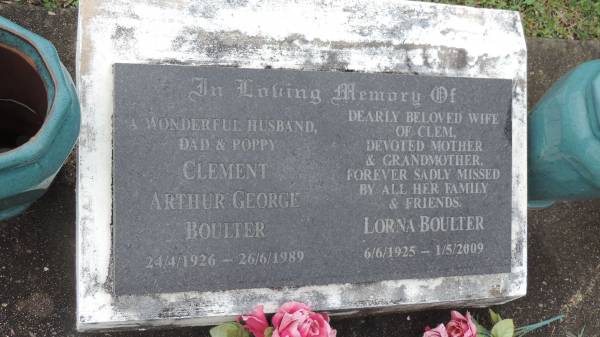 In Loving Memory Of
A WONDERFUL HUSBAND,
DAD & POPPY
CLEMENT
ARTHUR GEORGE
BOULTER
24/4/1926 – 26/6/1989
DEARLY BELOVED WIFE
OF CLEM,
DEVOTED MOTHER
& GRANDMOTHER.
FOREVER SADLY MISSED
BY ALL HER FAMILY
& FRIENDS.
LORNA BOULTER
6/6/1925 – 1/5/2009